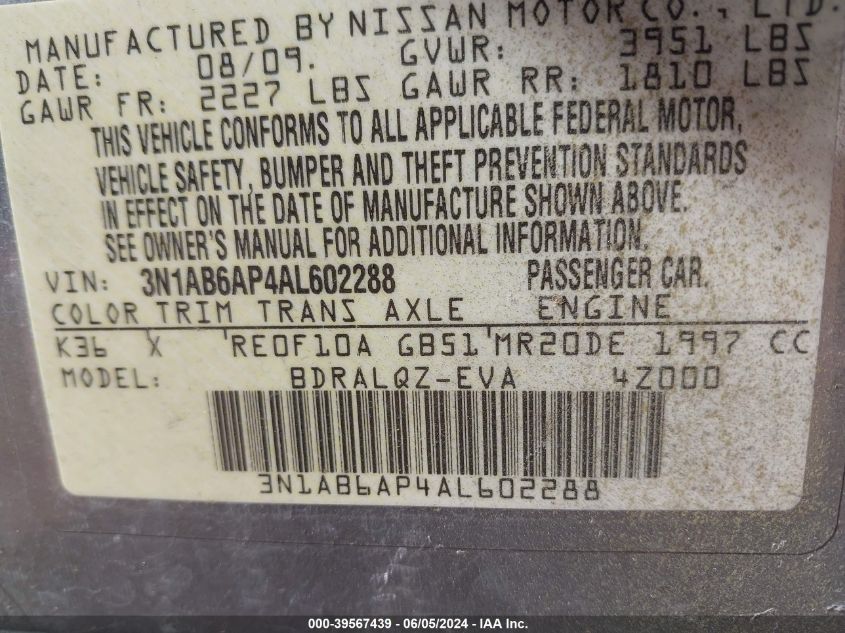 MANUFACTURED BY NISSAN MOTOR CO., LTD.
DATE: 08/09. GVWR: 3951 LBS
GAWR FR: 2227 LBS GAWR RR: 1810 LBS
THIS VEHICLE CONFORMS TO ALL APPLICABLE FEDERAL MOTOR,
VEHICLE SAFETY, BUMPER AND THEFT PREVENTION STANDARDS
IN EFFECT ON THE DATE OF MANUFACTURE SHOWN ABOVE.
SEE OWNER'S MANUAL FOR ADDITIONAL INFORMATION.
VIN: 3N1AB6AP4AL602288 PASSENGER CAR.
COLOR TRIM TRANS AXLE ENGINE
K36 X RE0F10A GB51 MR20DE 1997 CC
MODEL: BDRALQZ-EVA 4Z000
3N1AB6AP4AL602288
000-39567439 - 06/05/2024 - IAA Inc.